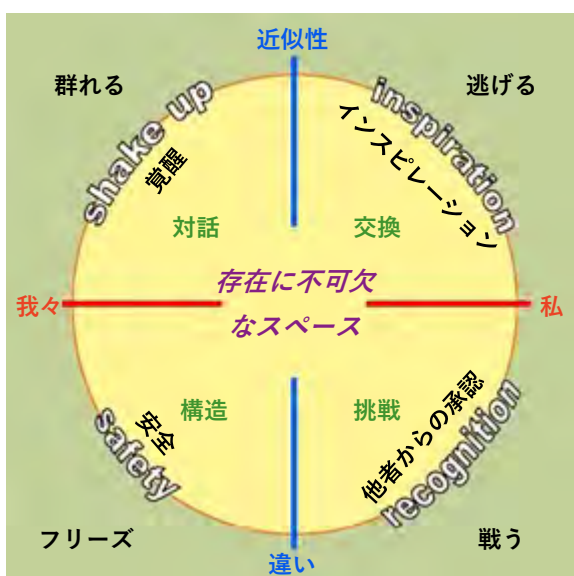 近似性
群れる
逃げる
shake up
inspiration
覚醒
インスピレーション
対話
交換
存在に不可欠
なスペース
我々
私
構造
挑戦
安全
他者からの承認
safety
recognition
フリーズ
戦う
違い